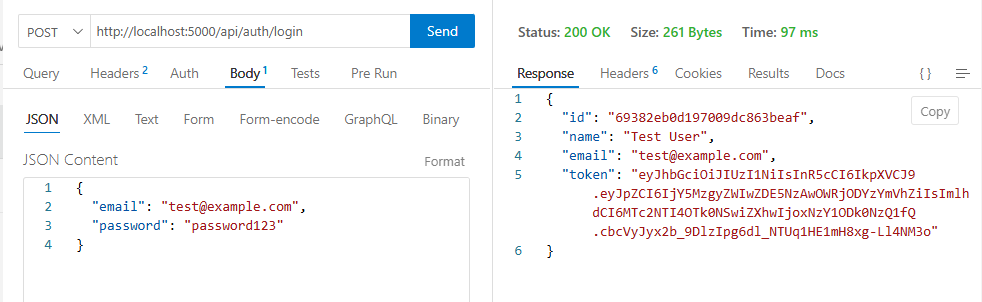 POST http://localhost:5000/api/auth/login Send
Query Headers 2 Auth Body 1 Tests Pre Run
JSON XML Text Form Form-encode GraphQL Binary
JSON Content Format
1 {
2 "email": "test@example.com",
3 "password": "password123"
4 }
Status: 200 OK Size: 261 Bytes Time: 97 ms
Response Headers 6 Cookies Results Docs { }
Copy
1 {
2 "id": "69382eb0d197009dc863beaf",
3 "name": "Test User",
4 "email": "test@example.com",
5 "token": "eyJhbGciOiJIUzI1NiIsInR5cCI6IkpXVCJ9
.eyJpZCI6IjY5MzgyZWIwZDE5NzAwOWRjODYzYmVhZiIsImlh
dCI6MTc2NTI4OTk0NSwiZXhwIjoxNzY1ODk0NzQ1fQ
.cbcVyJyx2b_9DlzIpg6dl_NTUq1HE1mH8xg-Ll4NM3o"
6 }